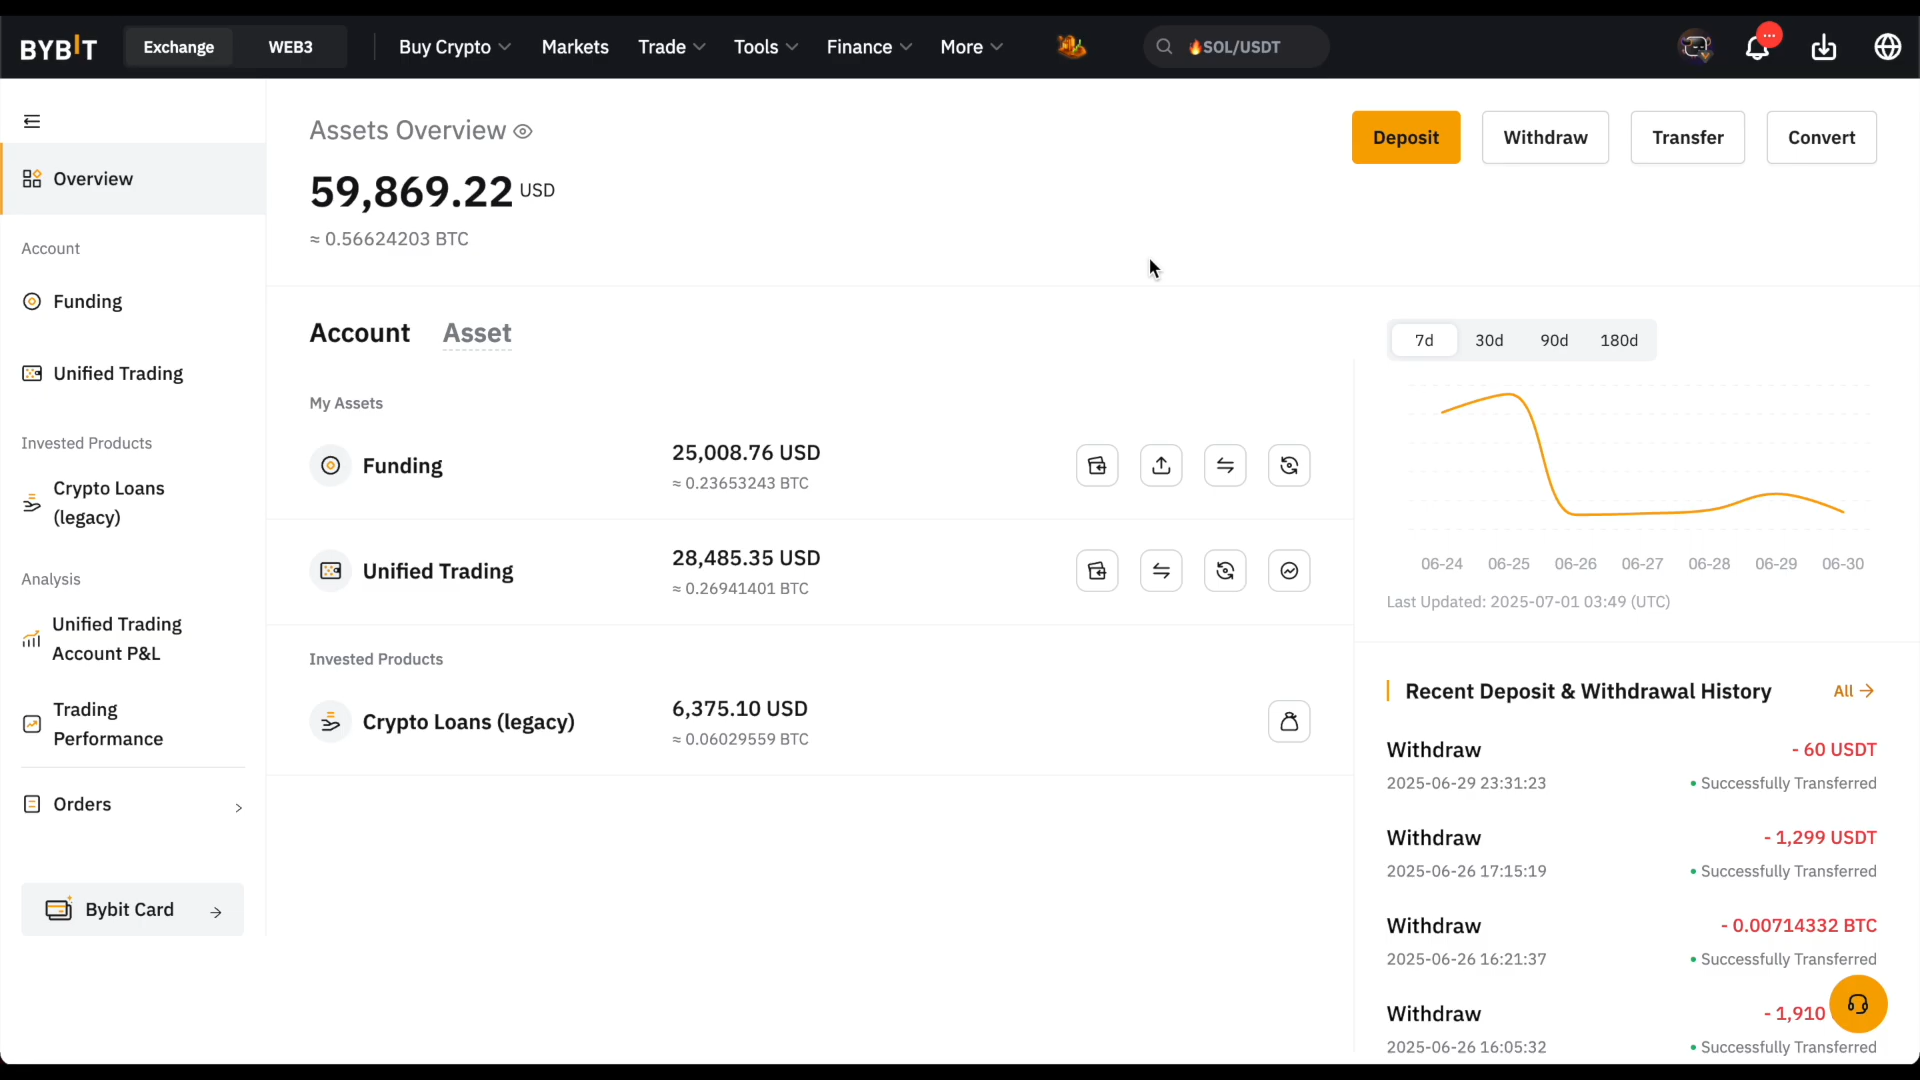 BYBIT
Exchange
WEB3
Buy Crypto
Markets
Trade
Tools
Finance
More
SOL/USDT
Overview
Account
Funding
Unified Trading
Invested Products
Crypto Loans
(legacy)
Analysis
Unified Trading
Account P&L
Trading
Performance
Orders
Bybit Card
Assets Overview
59,869.22 USD
≈ 0.56624203 BTC
Deposit
Withdraw
Transfer
Convert
Account
Asset
My Assets
Funding
25,008.76 USD
≈ 0.23653243 BTC
Unified Trading
28,485.35 USD
≈ 0.26941401 BTC
Invested Products
Crypto Loans (legacy)
6,375.10 USD
≈ 0.06029559 BTC
7d
30d
90d
180d
06-24 06-25 06-26 06-27 06-28 06-29 06-30
Last Updated: 2025-07-01 03:49 (UTC)
Recent Deposit & Withdrawal History
All
Withdraw
- 60 USDT
2025-06-29 23:31:23
Successfully Transferred
Withdraw
- 1,299 USDT
2025-06-26 17:15:19
Successfully Transferred
Withdraw
- 0.00714332 BTC
2025-06-26 16:21:37
Successfully Transferred
Withdraw
- 1,910
2025-06-26 16:05:32
Successfully Transferred